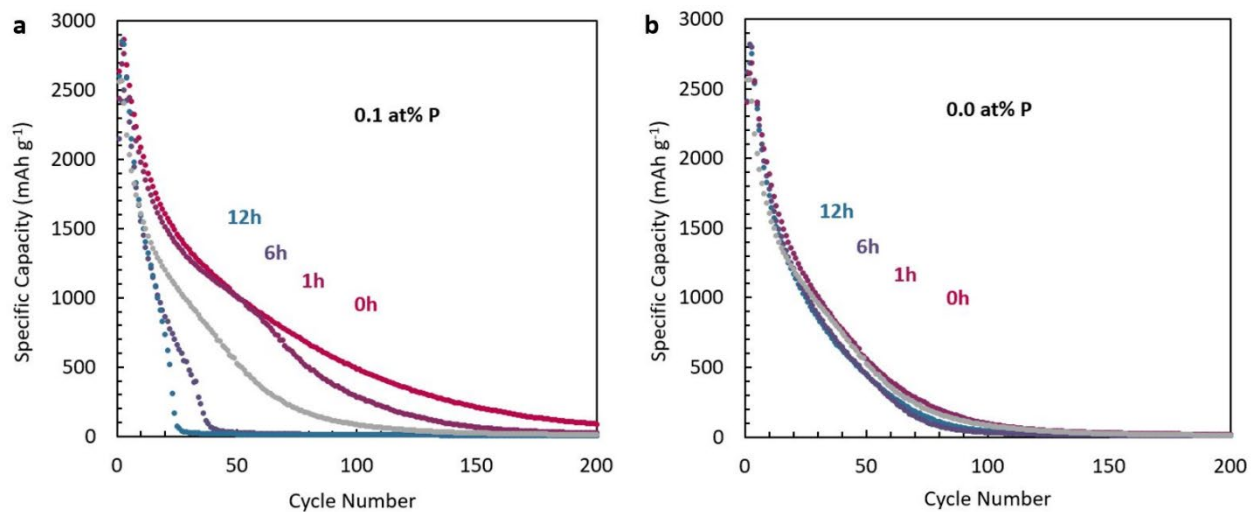 a
3000
2500
2000
1500
1000
500
0
0 50 100 150 200
Specific Capacity (mAh g⁻¹)
Cycle Number
0.1 at% P
12h
6h
1h
0h
b
3000
2500
2000
1500
1000
500
0
0 50 100 150 200
Specific Capacity (mAh g⁻¹)
Cycle Number
0.0 at% P
12h
6h
1h
0h